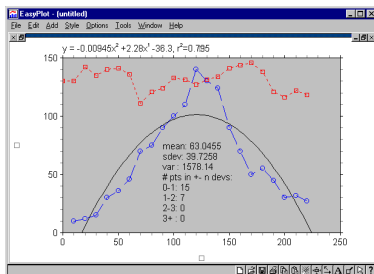 EasyPlot - [untitled]
File Edit Add Style Options Tools Window Help
y = -0.00945x² +2.28x¹ -36.3, r²=0.795
150
100
50
0
mean: 63.0455
sdev: 39.7258
var : 1578.14
# pts in +- n devs:
0-1: 15
1-2: 7
2-3: 0
3+ : 0
0 50 100 150 200 250